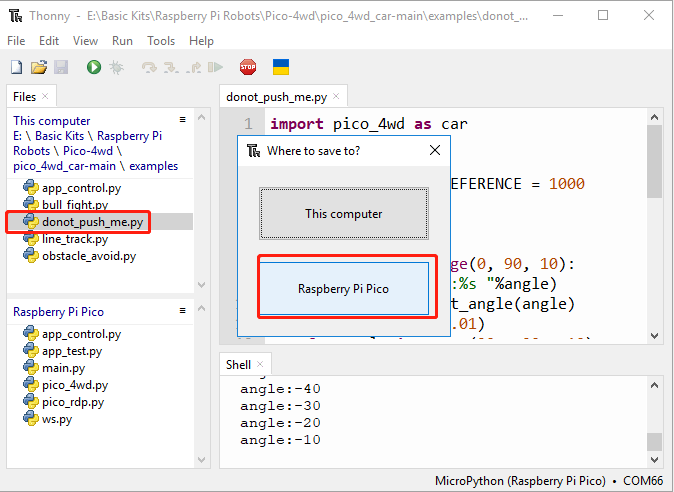 Thonny - E:\Basic Kits\Raspberry Pi Robots\Pico-4wd\pico_4wd_car-main\examples\donot_...
File Edit View Run Tools Help
STOP
Files
This computer
E: \ Basic Kits \ Raspberry Pi
Robots \ Pico-4wd \
pico_4wd_car-main \ examples
app_control.py
bull_fight.py
donot_push_me.py
line_track.py
obstacle_avoid.py
Raspberry Pi Pico
app_control.py
app_test.py
main.py
pico_4wd.py
pico_rdp.py
ws.py
donot_push_me.py
1 import pico_4wd as car
EFERENCE = 1000
ge(0, 90, 10):
:%s "%angle)
t_angle(angle)
.01)
Where to save to?
This computer
Raspberry Pi Pico
Shell
angle:-40
angle:-30
angle:-20
angle:-10
MicroPython (Raspberry Pi Pico) • COM66